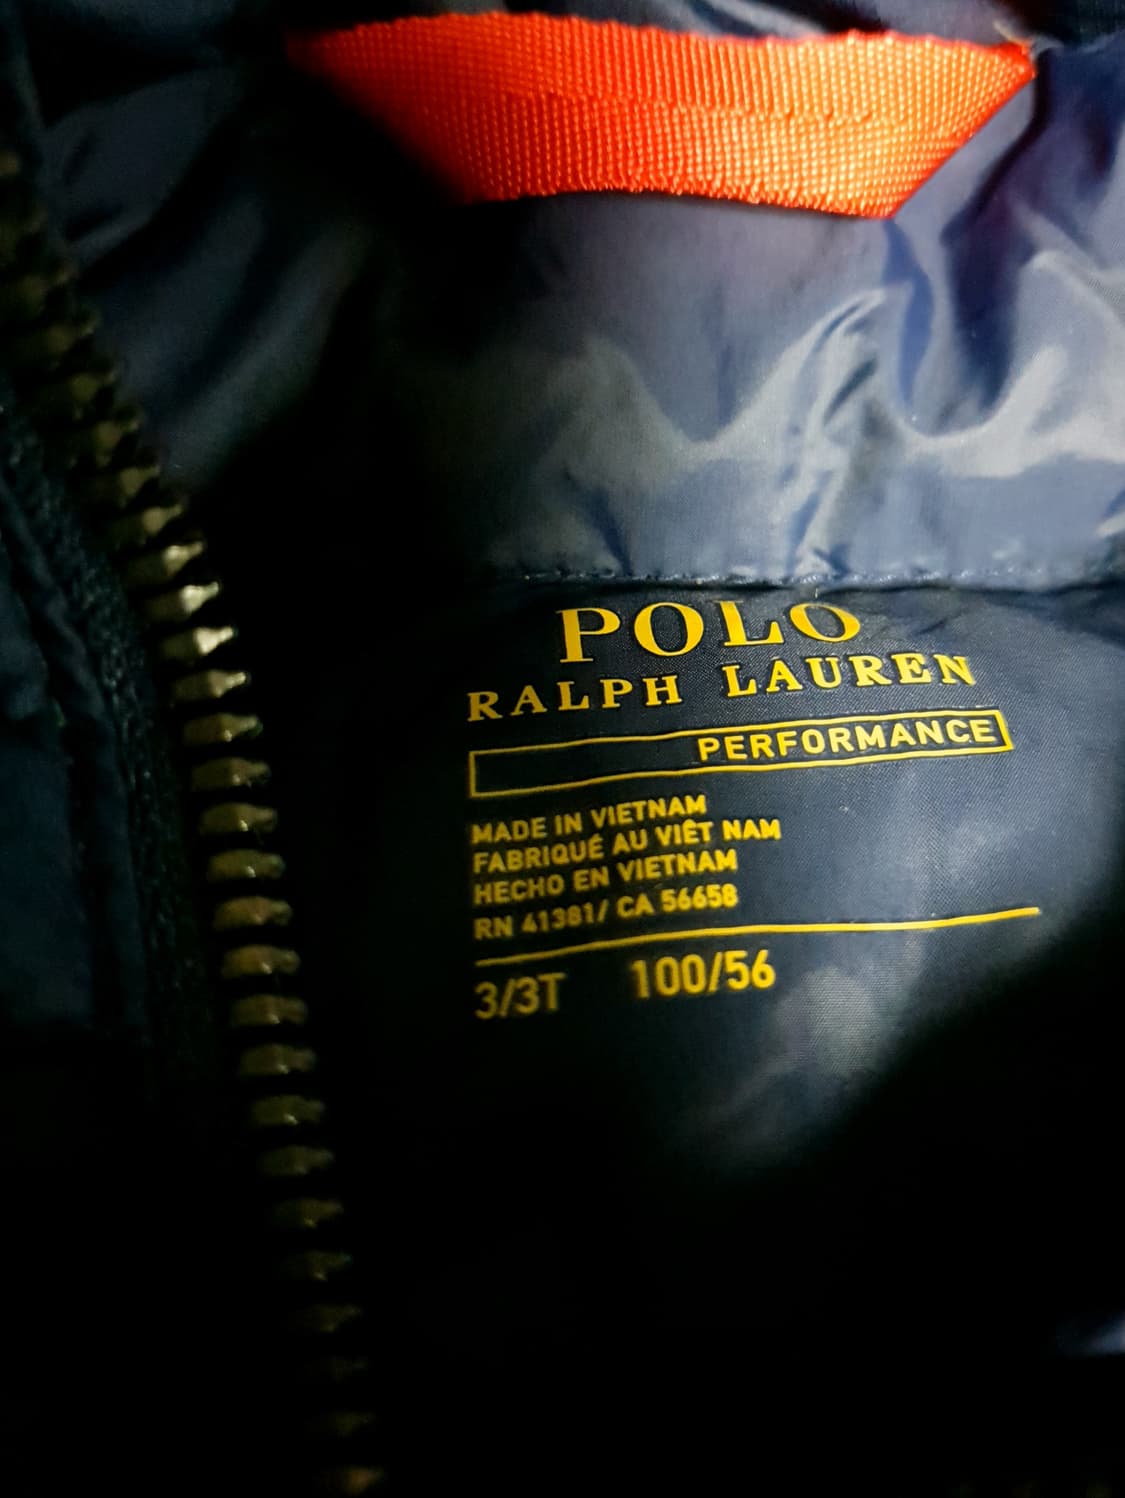 POLO
RALPH LAUREN
PERFORMANCE
MADE IN VIETNAM
FABRIQUÉ AU VIÊT NAM
HECHO EN VIETNAM
RN 41381/ CA 56658
3/3T 100/56